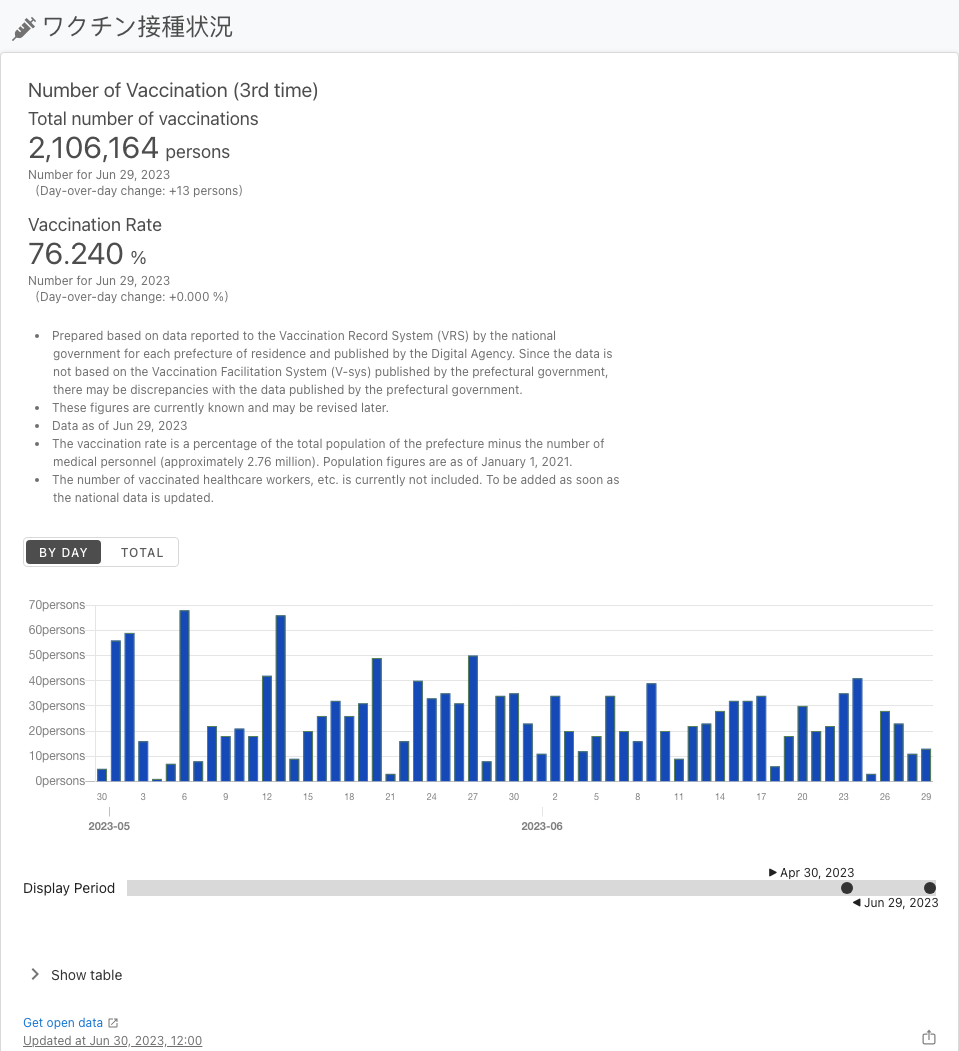 ワクチン接種状況
Number of Vaccination (3rd time)
Total number of vaccinations
2,106,164 persons
Number for Jun 29, 2023
(Day-over-day change: +13 persons)
Vaccination Rate
76.240 %
Number for Jun 29, 2023
(Day-over-day change: +0.000 %)
• Prepared based on data reported to the Vaccination Record System (VRS) by the national
government for each prefecture of residence and published by the Digital Agency. Since the data is
not based on the Vaccination Facilitation System (V-sys) published by the prefectural government,
there may be discrepancies with the data published by the prefectural government.
• These figures are currently known and may be revised later.
• Data as of Jun 29, 2023
• The vaccination rate is a percentage of the total population of the prefecture minus the number of
medical personnel (approximately 2.76 million). Population figures are as of January 1, 2021.
• The number of vaccinated healthcare workers, etc. is currently not included. To be added as soon as
the national data is updated.
BY DAY TOTAL
70persons
60persons
50persons
40persons
30persons
20persons
10persons
0persons
30 3 6 9 12 15 18 21 24 27 30 2 5 8 11 14 17 20 23 26 29
2023-05 2023-06
Apr 30, 2023
Display Period
Jun 29, 2023
Show table
Get open data
Updated at Jun 30, 2023, 12:00